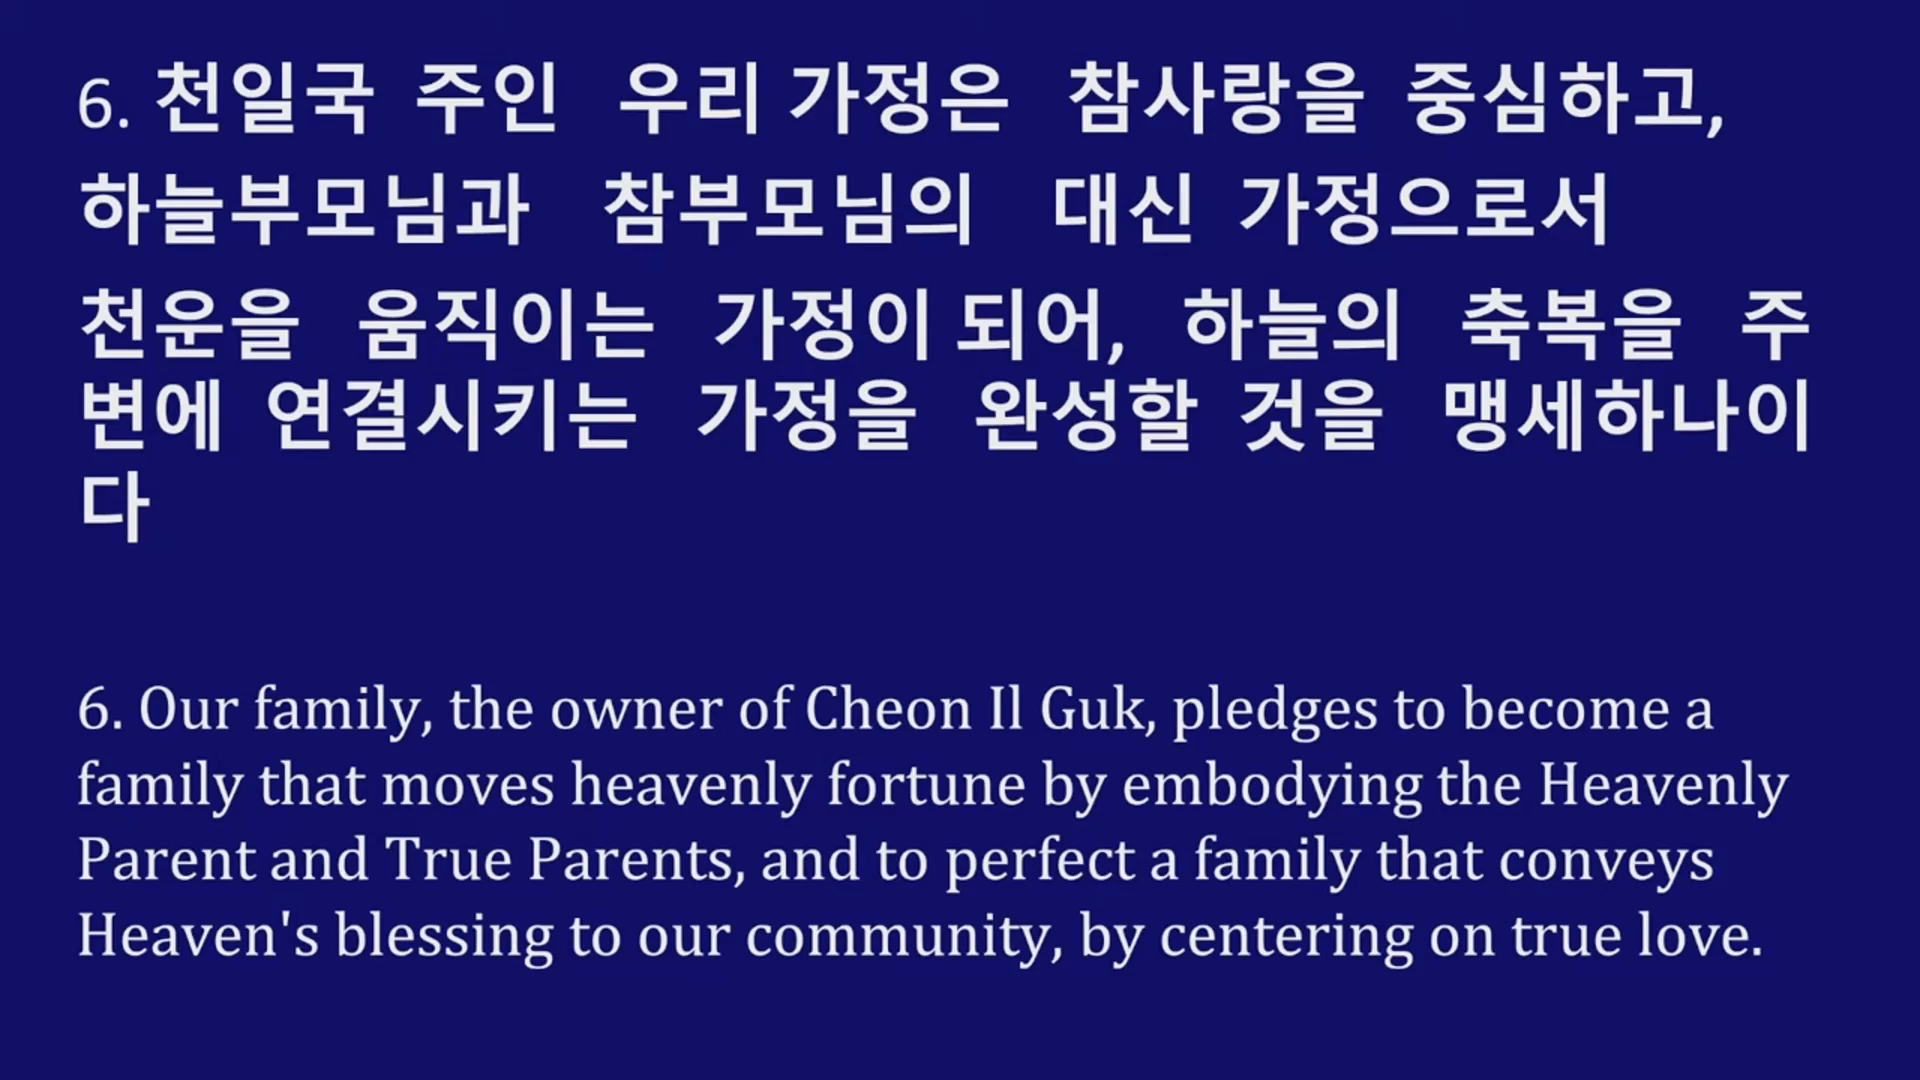 6. 천일국 주인 우리 가정은 참사랑을 중심하고,
하늘부모님과 참부모님의 대신 가정으로서
천운을 움직이는 가정이 되어, 하늘의 축복을 주
변에 연결시키는 가정을 완성할 것을 맹세하나이
다
6. Our family, the owner of Cheon Il Guk, pledges to become a
family that moves heavenly fortune by embodying the Heavenly
Parent and True Parents, and to perfect a family that conveys
Heaven's blessing to our community, by centering on true love.